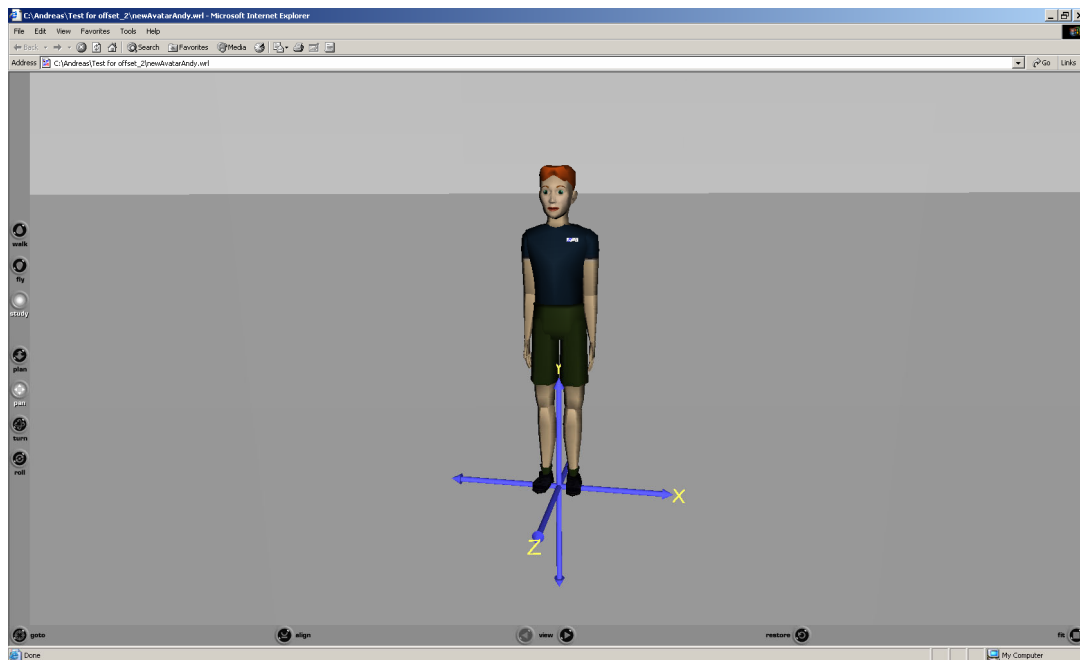 C:\Andreas\Test for offset_2\newAvatarAndy.wrl - Microsoft Internet Explorer
File Edit View Favorites Tools Help
Back Search Favorites Media
Address C:\Andreas\Test for offset_2\newAvatarAndy.wrl Go Links
walk
fly
study
plan
pan
turn
roll
Y
X
Z
goto align view restore fit
Done My Computer